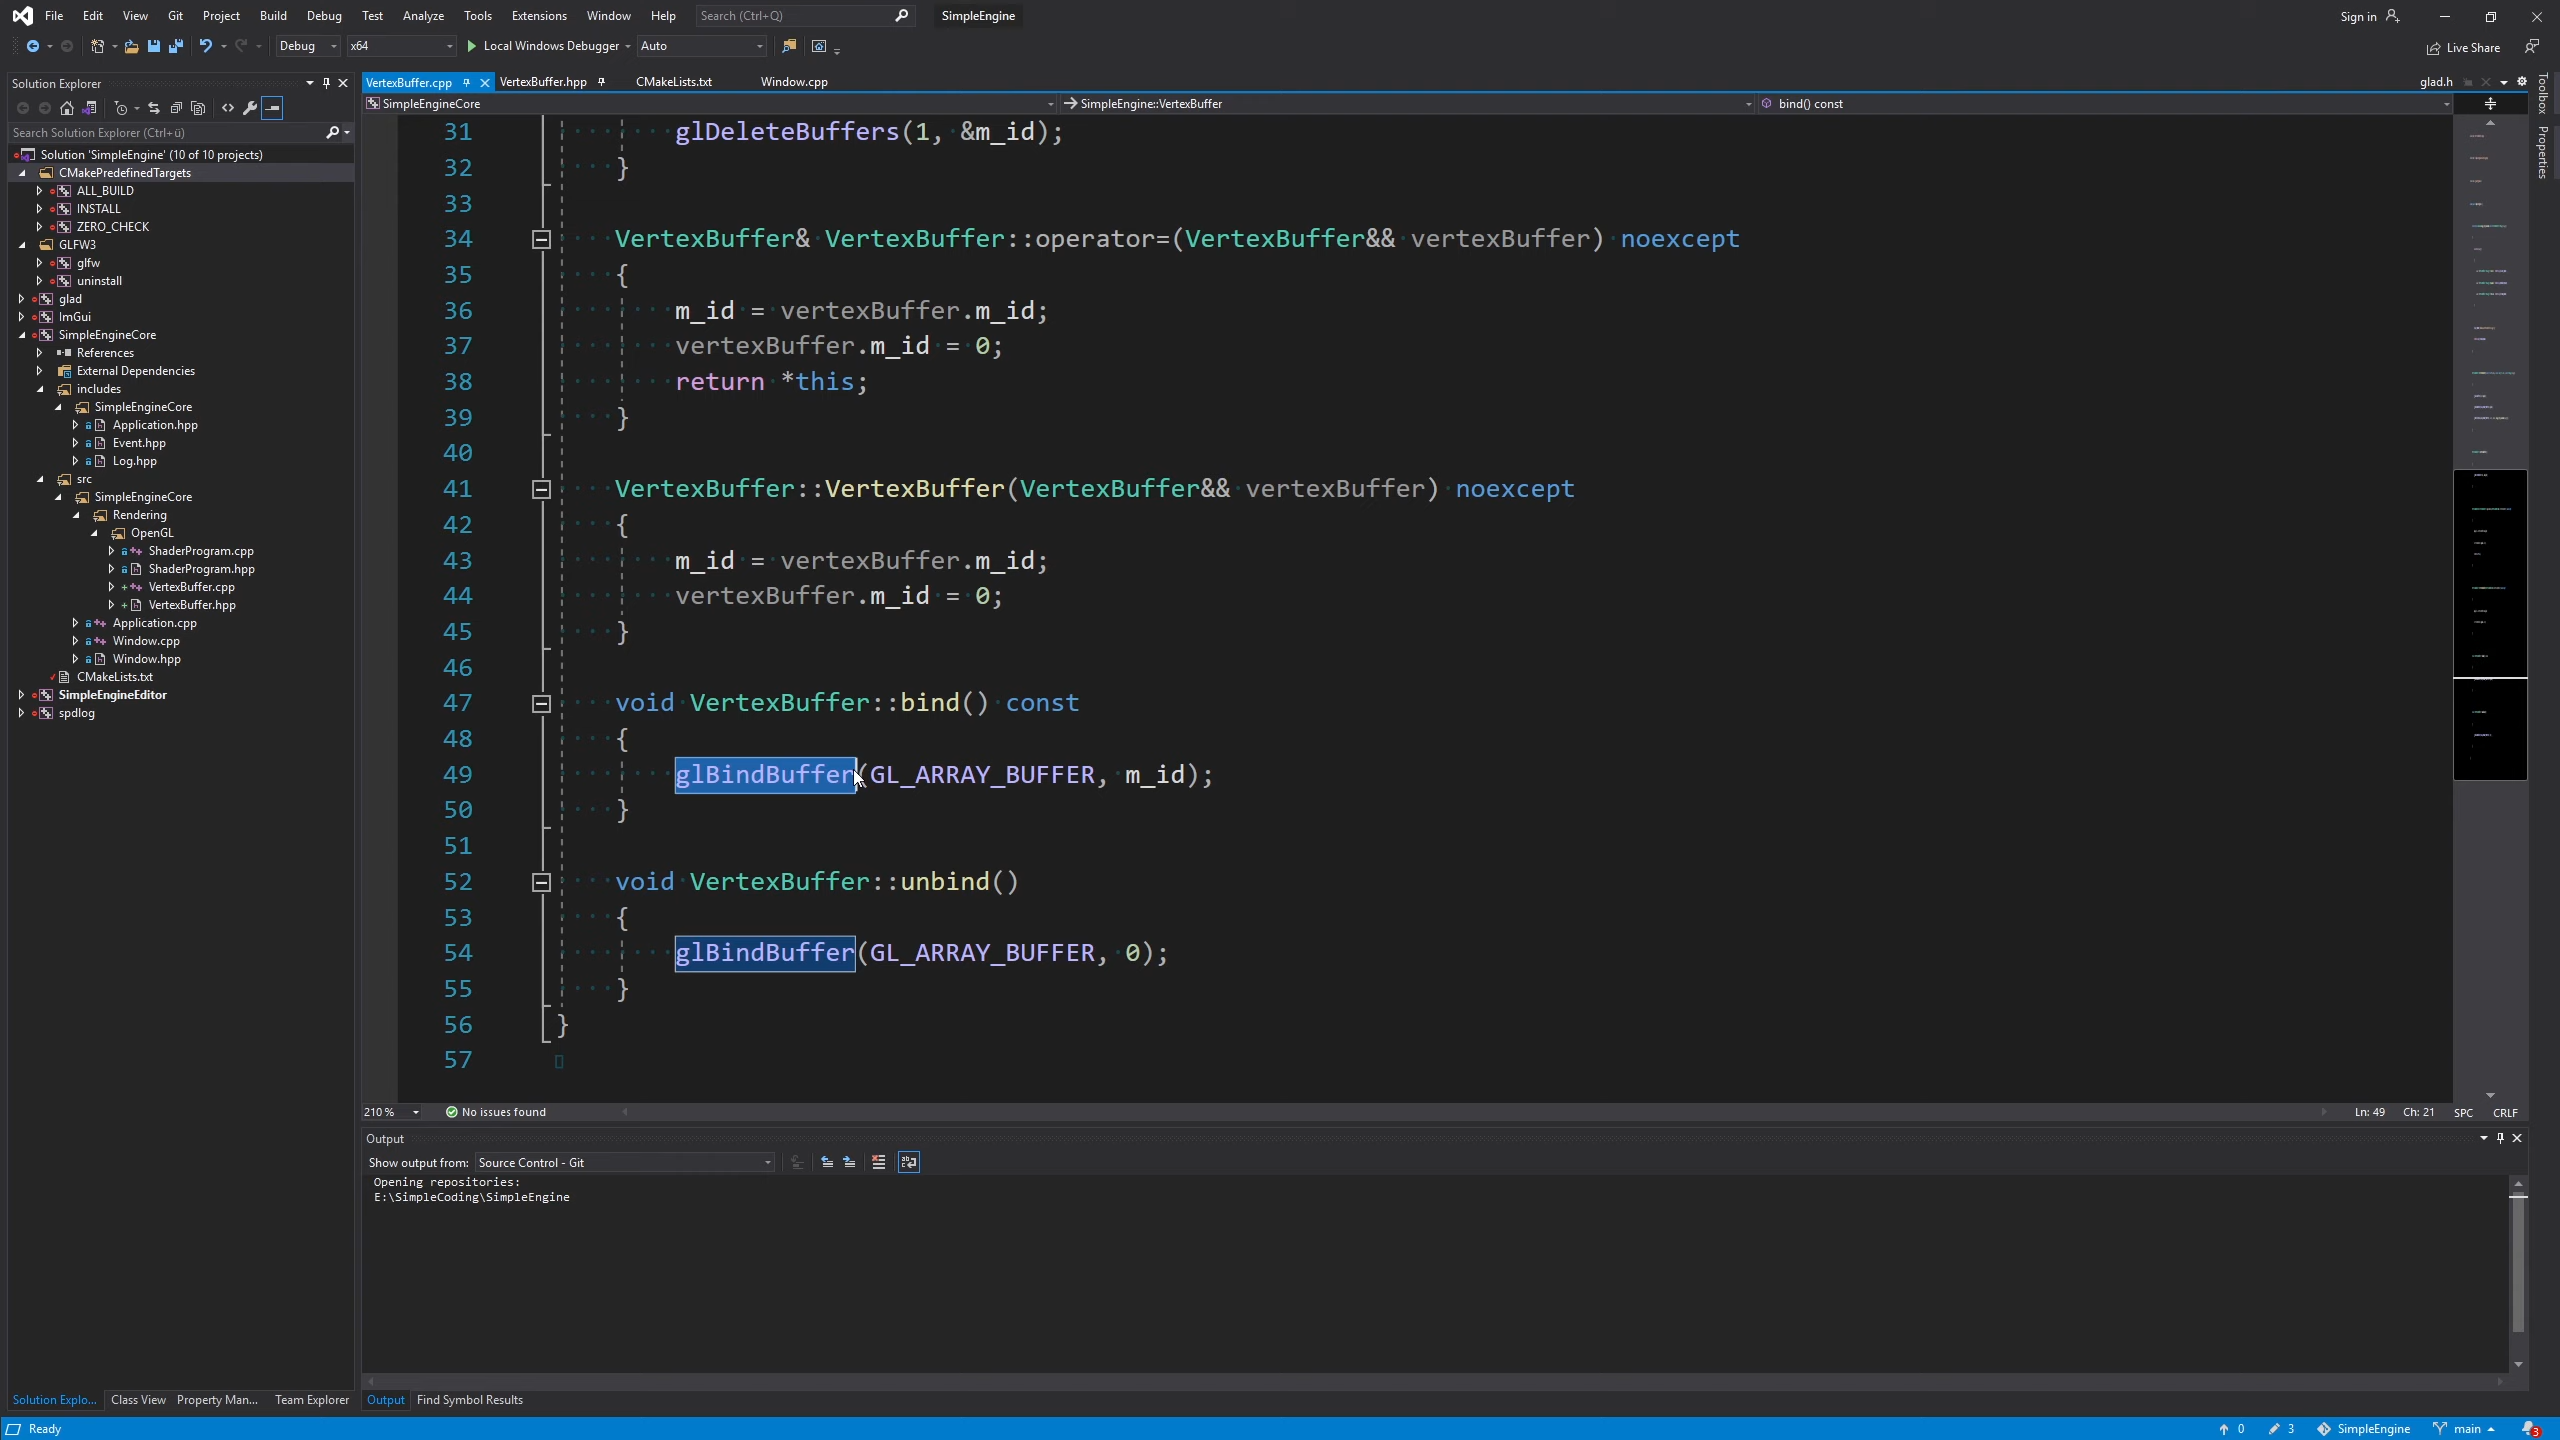 File Edit View Git Project Build Debug Test Analyze Tools Extensions Window Help Search (Ctrl+Q) SimpleEngine Sign in
Debug x64 Local Windows Debugger Auto Live Share
Solution Explorer
Search Solution Explorer (Ctrl+ü)
Solution 'SimpleEngine' (10 of 10 projects)
CMakePredefinedTargets
ALL_BUILD
INSTALL
ZERO_CHECK
GLFW3
glfw
uninstall
glad
ImGui
SimpleEngineCore
References
External Dependencies
includes
SimpleEngineCore
Application.hpp
Event.hpp
Log.hpp
src
SimpleEngineCore
Rendering
OpenGL
ShaderProgram.cpp
ShaderProgram.hpp
VertexBuffer.cpp
VertexBuffer.hpp
Application.cpp
Window.cpp
Window.hpp
CMakeLists.txt
SimpleEngineEditor
spdlog
Solution Explo... Class View Property Man... Team Explorer
VertexBuffer.cpp VertexBuffer.hpp CMakeLists.txt Window.cpp glad.h
SimpleEngineCore SimpleEngine::VertexBuffer bind() const
31 glDeleteBuffers(1, &m_id);
32 }
33
34 VertexBuffer& VertexBuffer::operator=(VertexBuffer&& vertexBuffer) noexcept
35 {
36 m_id = vertexBuffer.m_id;
37 vertexBuffer.m_id = 0;
38 return *this;
39 }
40
41 VertexBuffer::VertexBuffer(VertexBuffer&& vertexBuffer) noexcept
42 {
43 m_id = vertexBuffer.m_id;
44 vertexBuffer.m_id = 0;
45 }
46
47 void VertexBuffer::bind() const
48 {
49 glBindBuffer(GL_ARRAY_BUFFER, m_id);
50 }
51
52 void VertexBuffer::unbind()
53 {
54 glBindBuffer(GL_ARRAY_BUFFER, 0);
55 }
56 }
57
210 % No issues found Ln: 49 Ch: 21 SPC CRLF
Output
Show output from: Source Control - Git
Opening repositories:
E:\SimpleCoding\SimpleEngine
Output Find Symbol Results
Toolbox
Properties
Ready 0 3 SimpleEngine main 3